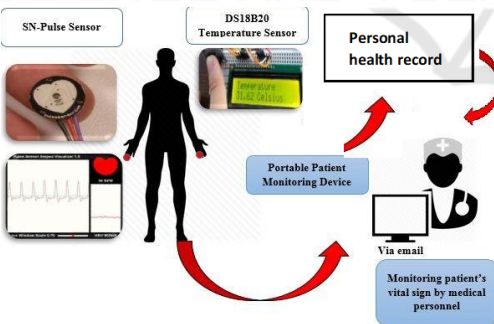 SN-Pulse Sensor
DS18B20
Temperature Sensor
Temperature
Celsius
Personal
health record
Portable Patient
Monitoring Device
Via email
Monitoring patient's
vital sign by medical
personnel